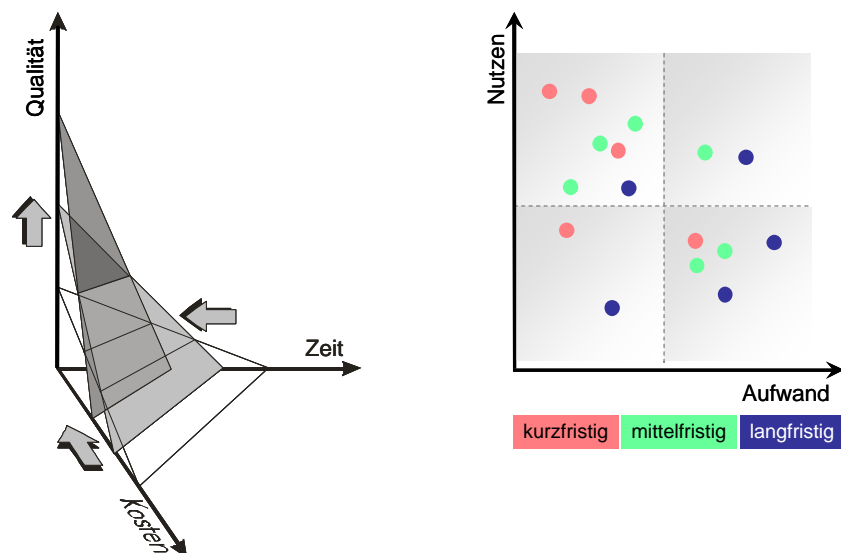 Qualität
Zeit
Kosten
Nutzen
Aufwand
kurzfristig mittelfristig langfristig